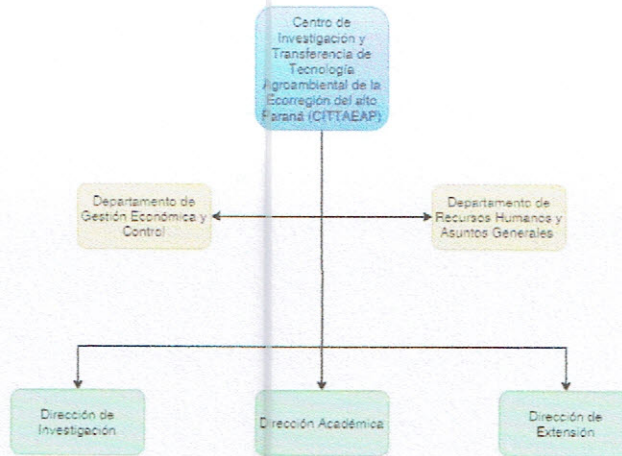 Centro de
Investigación y
Transferencia de
Tecnología
Agroambiental de la
Ecorregión del alto
Paraná (CITTAEAP)
Departamento de
Gestión Económica y
Control
Departamento de
Recursos Humanos y
Asuntos Generales
Dirección de
Investigación
Dirección Académica
Dirección de
Extensión